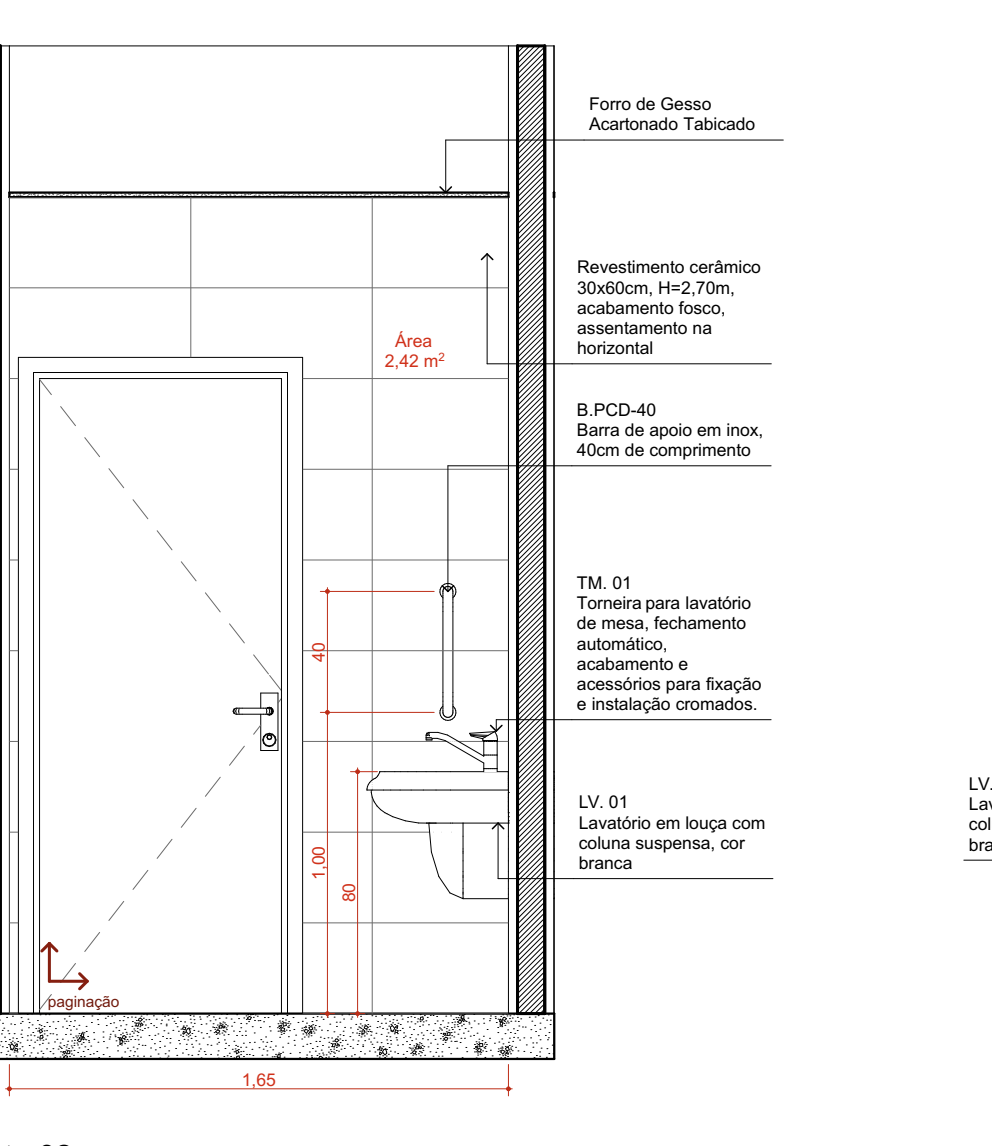 Forro de Gesso
Acartonado Tabicado
Revestimento cerâmico
30x60cm, H=2,70m,
acabamento fosco,
assentamento na
horizontal
Área
2,42 m²
B.PCD-40
Barra de apoio em inox,
40cm de comprimento
TM. 01
Torneira para lavatório
de mesa, fechamento
automático,
acabamento e
acessórios para fixação
e instalação cromados.
40
LV. 01
Lavatório em louça com
coluna suspensa, cor
branca
1,00
80
paginação
1,65
LV.